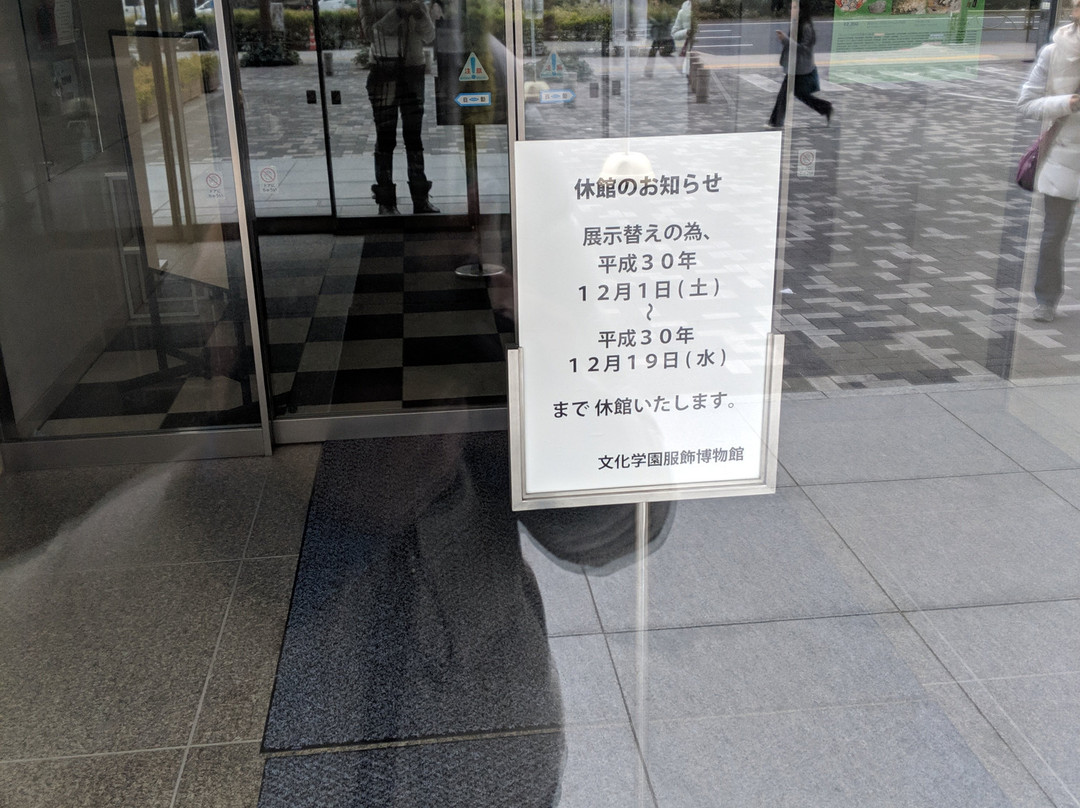 休館のお知らせ
展示替えの為、
平成３０年
１２月１日(土)
～
平成３０年
１２月１９日(水)
まで 休館いたします。
文化学園服飾博物館